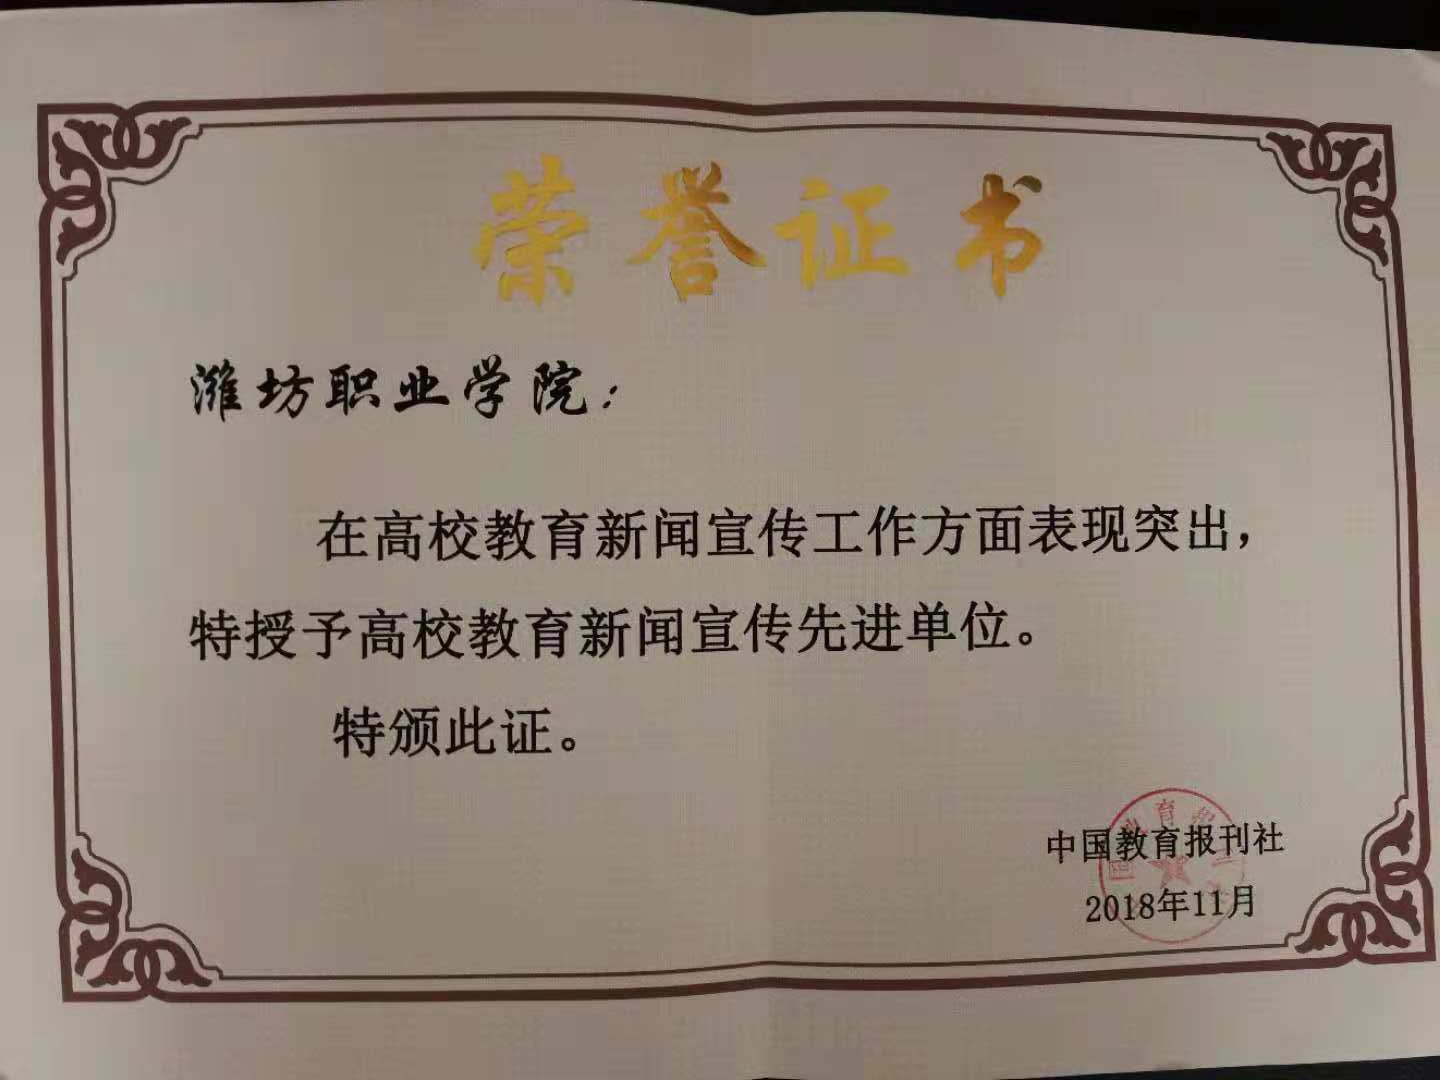 荣誉证书
潍坊职业学院：
在高校教育新闻宣传工作方面表现突出，
特授予高校教育新闻宣传先进单位。
特颁此证。
中国教育报刊社
2018年11月